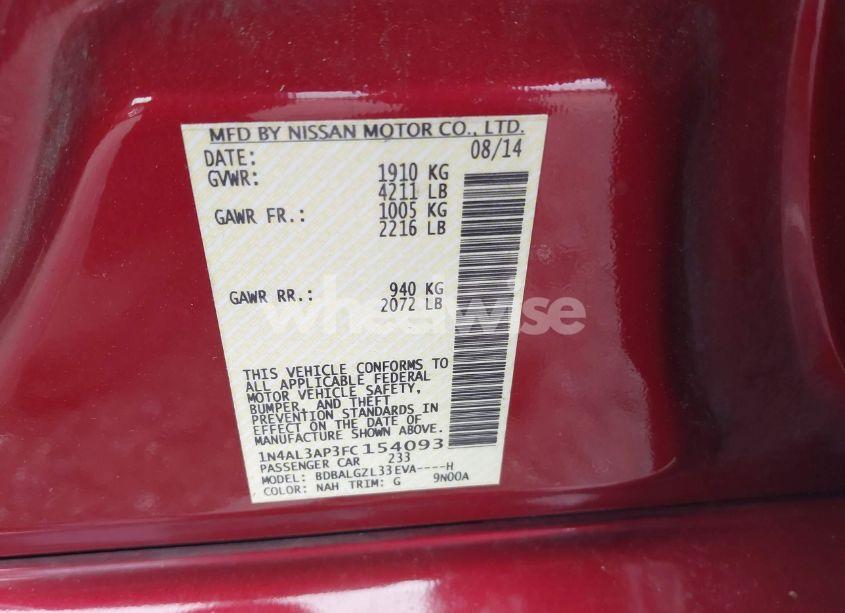 MFD BY NISSAN MOTOR CO., LTD.
DATE: 08/14
GVWR: 1910 KG
4211 LB
GAWR FR.: 1005 KG
2216 LB
GAWR RR.: 940 KG
2072 LB
wheelwise
THIS VEHICLE CONFORMS TO
ALL APPLICABLE FEDERAL
MOTOR VEHICLE SAFETY,
BUMPER, AND THEFT
PREVENTION STANDARDS IN
EFFECT ON THE DATE OF
MANUFACTURE SHOWN ABOVE.
1N4AL3AP3FC154093
PASSENGER CAR 233
MODEL: BDBALGZL33EVA----H
COLOR: NAH TRIM: G 9N00A